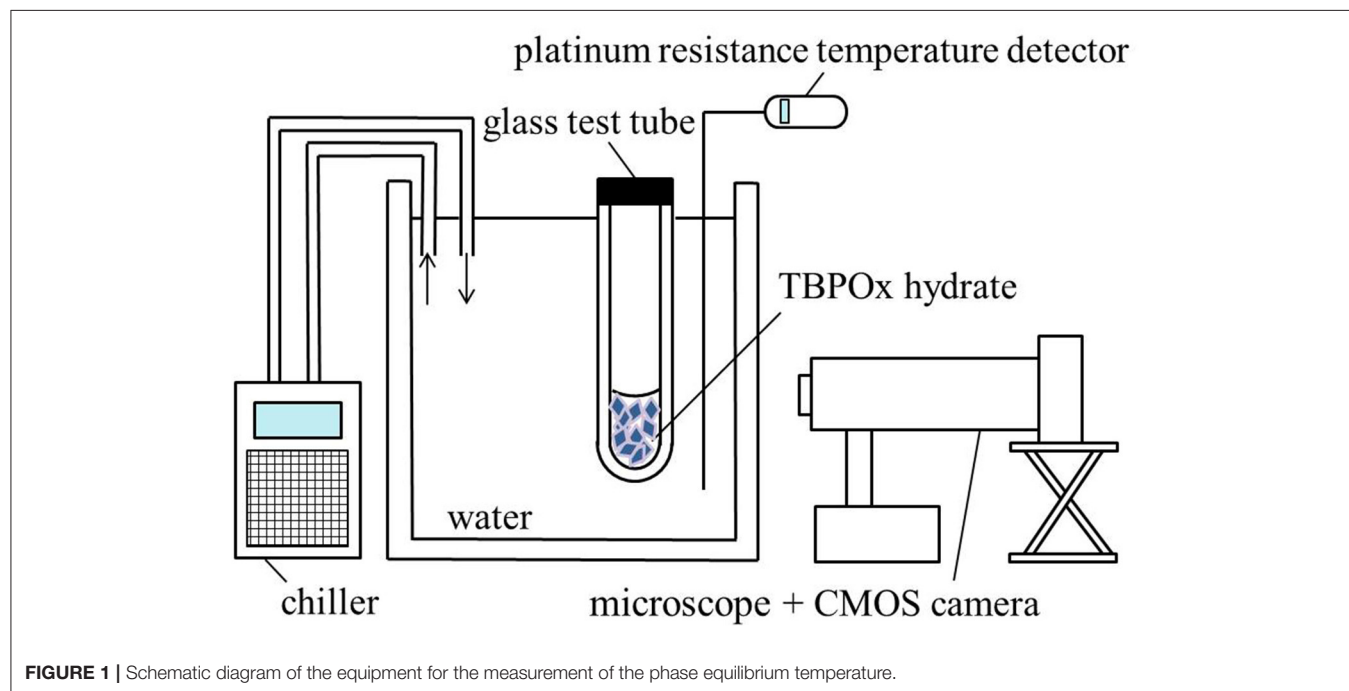 platinum resistance temperature detector
glass test tube
TBPOx hydrate
water
chiller
microscope + CMOS camera
FIGURE 1 | Schematic diagram of the equipment for the measurement of the phase equilibrium temperature.